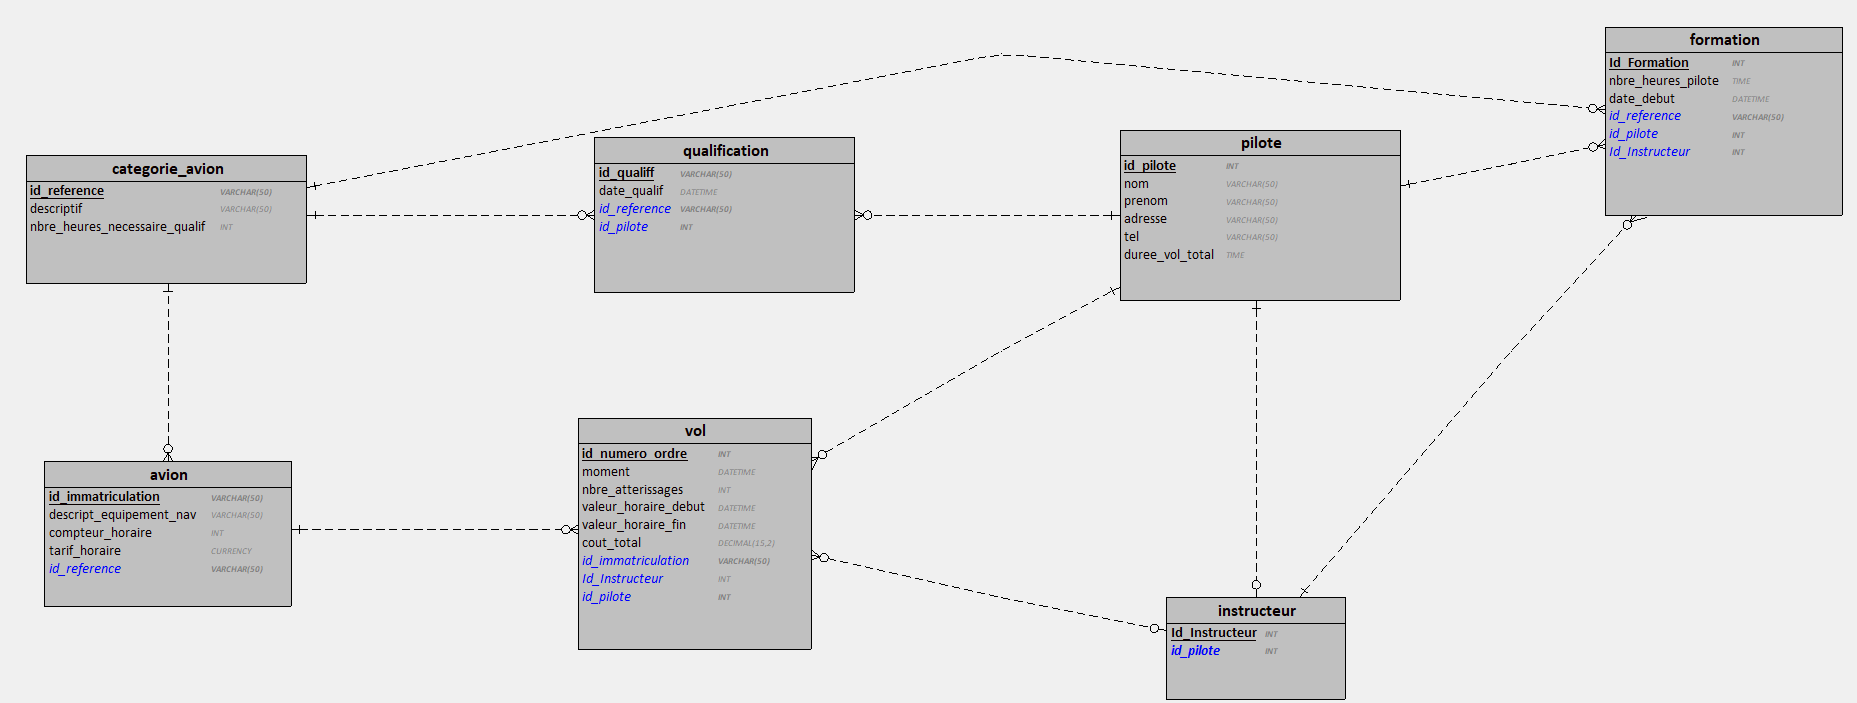 formation
Id_Formation INT
nbre_heures_pilote TIME
date_debut DATETIME
id_reference VARCHAR(50)
id_pilote INT
Id_Instructeur INT
categorie_avion
id_reference VARCHAR(50)
descriptif VARCHAR(50)
nbre_heures_necessaire_qualif INT
qualification
id_qualiff VARCHAR(50)
date_qualif DATETIME
id_reference VARCHAR(50)
id_pilote INT
pilote
id_pilote INT
nom VARCHAR(50)
prenom VARCHAR(50)
adresse VARCHAR(50)
tel VARCHAR(50)
duree_vol_total TIME
avion
id_immatriculation VARCHAR(50)
descript_equipement_nav VARCHAR(50)
compteur_horaire INT
tarif_horaire CURRENCY
id_reference VARCHAR(50)
vol
id_numero_ordre INT
moment DATETIME
nbre_atterissages INT
valeur_horaire_debut DATETIME
valeur_horaire_fin DATETIME
cout_total DECIMAL(15,2)
id_immatriculation VARCHAR(50)
Id_Instructeur INT
id_pilote INT
instructeur
Id_Instructeur INT
id_pilote INT